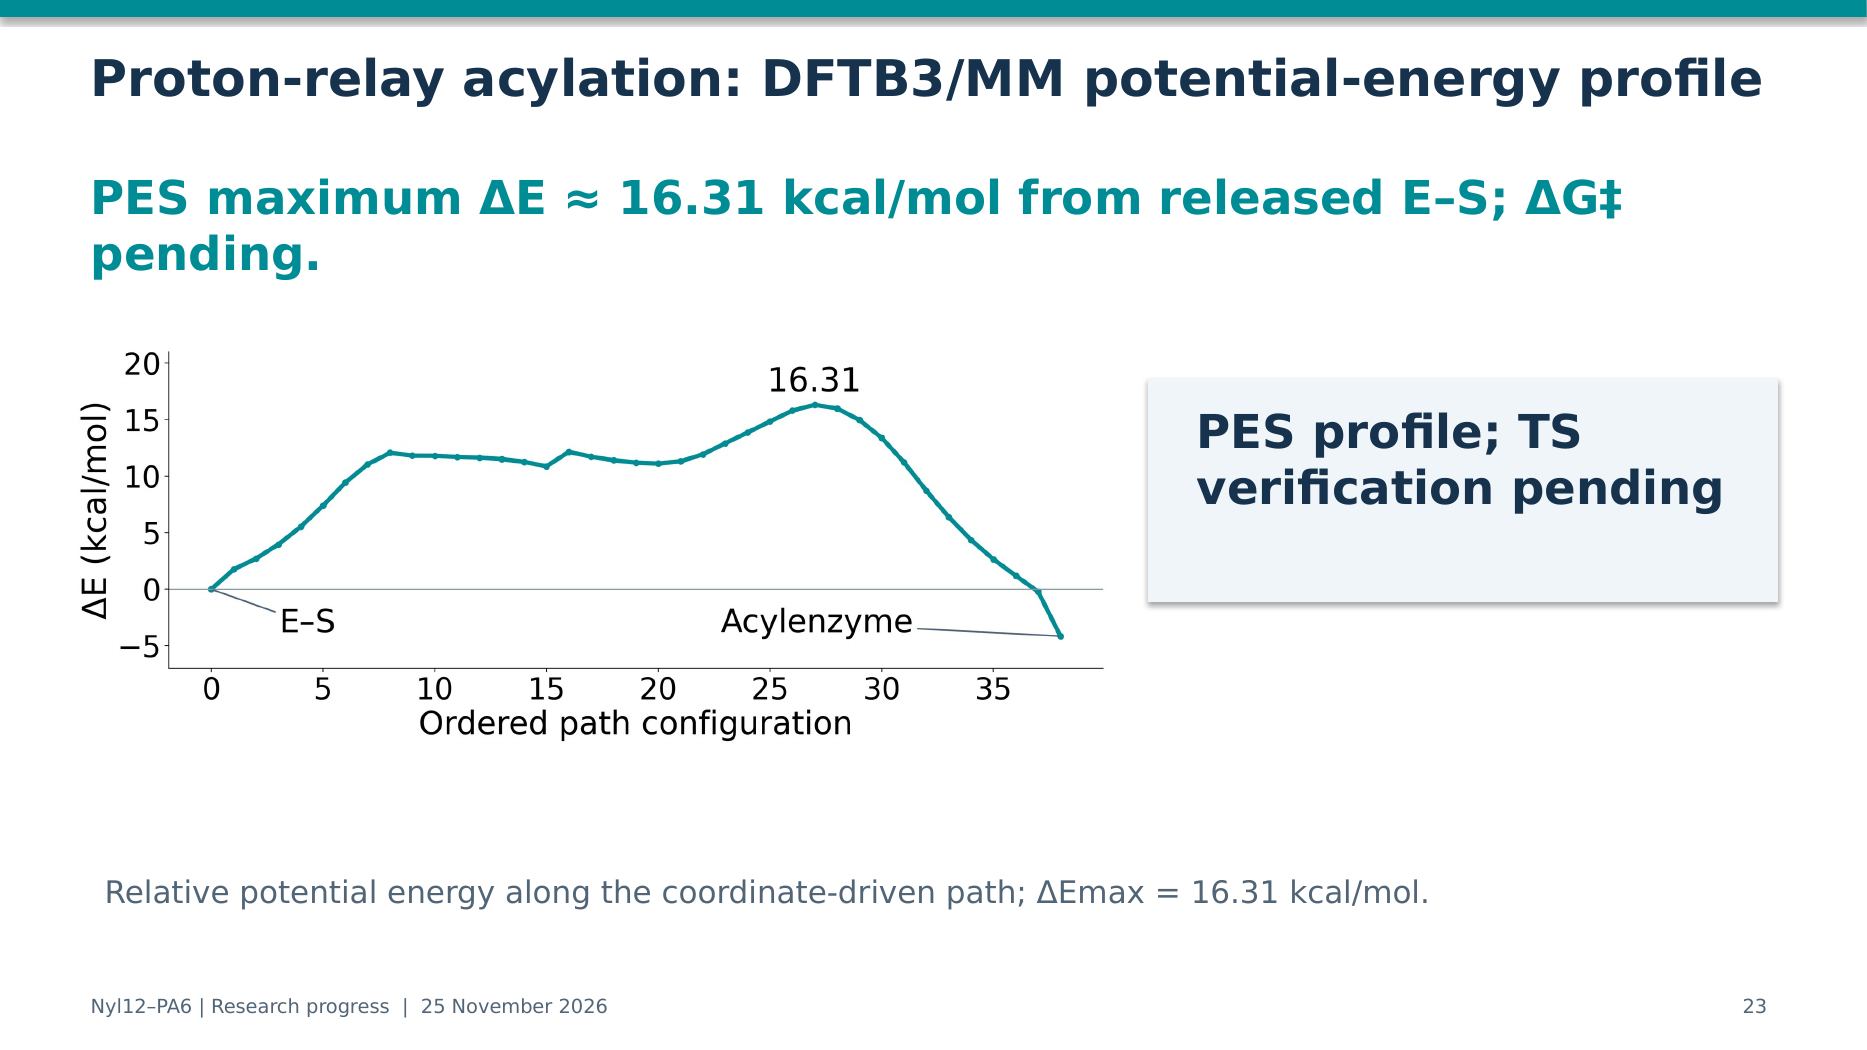 Proton-relay acylation: DFTB3/MM potential-energy profile
PES maximum ΔE ≈ 16.31 kcal/mol from released E–S; ΔG‡
pending.
20
15
10
5
0
−5
ΔE (kcal/mol)
16.31
E–S
Acylenzyme
0 5 10 15 20 25 30 35
Ordered path configuration
PES profile; TS
verification pending
Relative potential energy along the coordinate-driven path; ΔEmax = 16.31 kcal/mol.
Nyl12–PA6 | Research progress | 25 November 2026
23